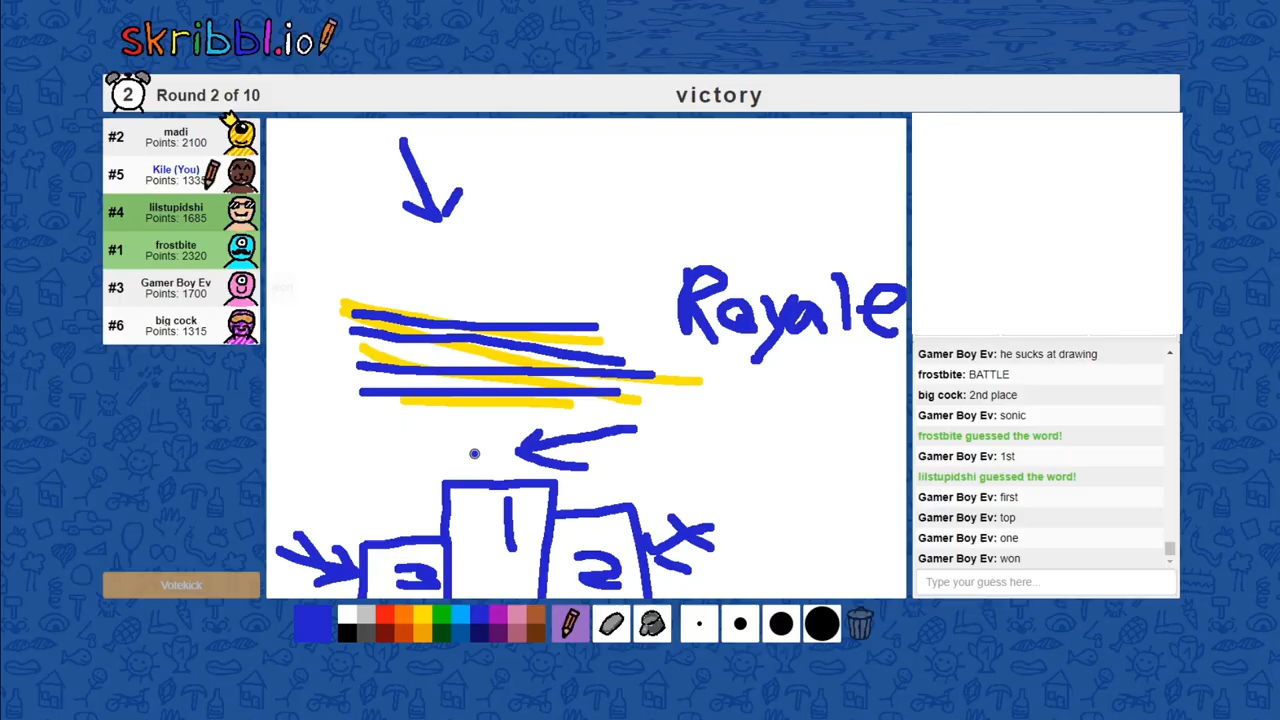 skribbl.io
2
Round 2 of 10
victory
#2
madi
Points: 2100
#5
Kile (You)
Points: 1335
#4
lilstupidshi
Points: 1685
#1
frostbite
Points: 2320
#3
Gamer Boy Ev
Points: 1700
#6
big cock
Points: 1315
Votekick
Royale
1
2
3
Gamer Boy Ev: he sucks at drawing
frostbite: BATTLE
big cock: 2nd place
Gamer Boy Ev: sonic
frostbite guessed the word!
Gamer Boy Ev: 1st
lilstupidshi guessed the word!
Gamer Boy Ev: first
Gamer Boy Ev: top
Gamer Boy Ev: one
Gamer Boy Ev: won
Type your guess here...